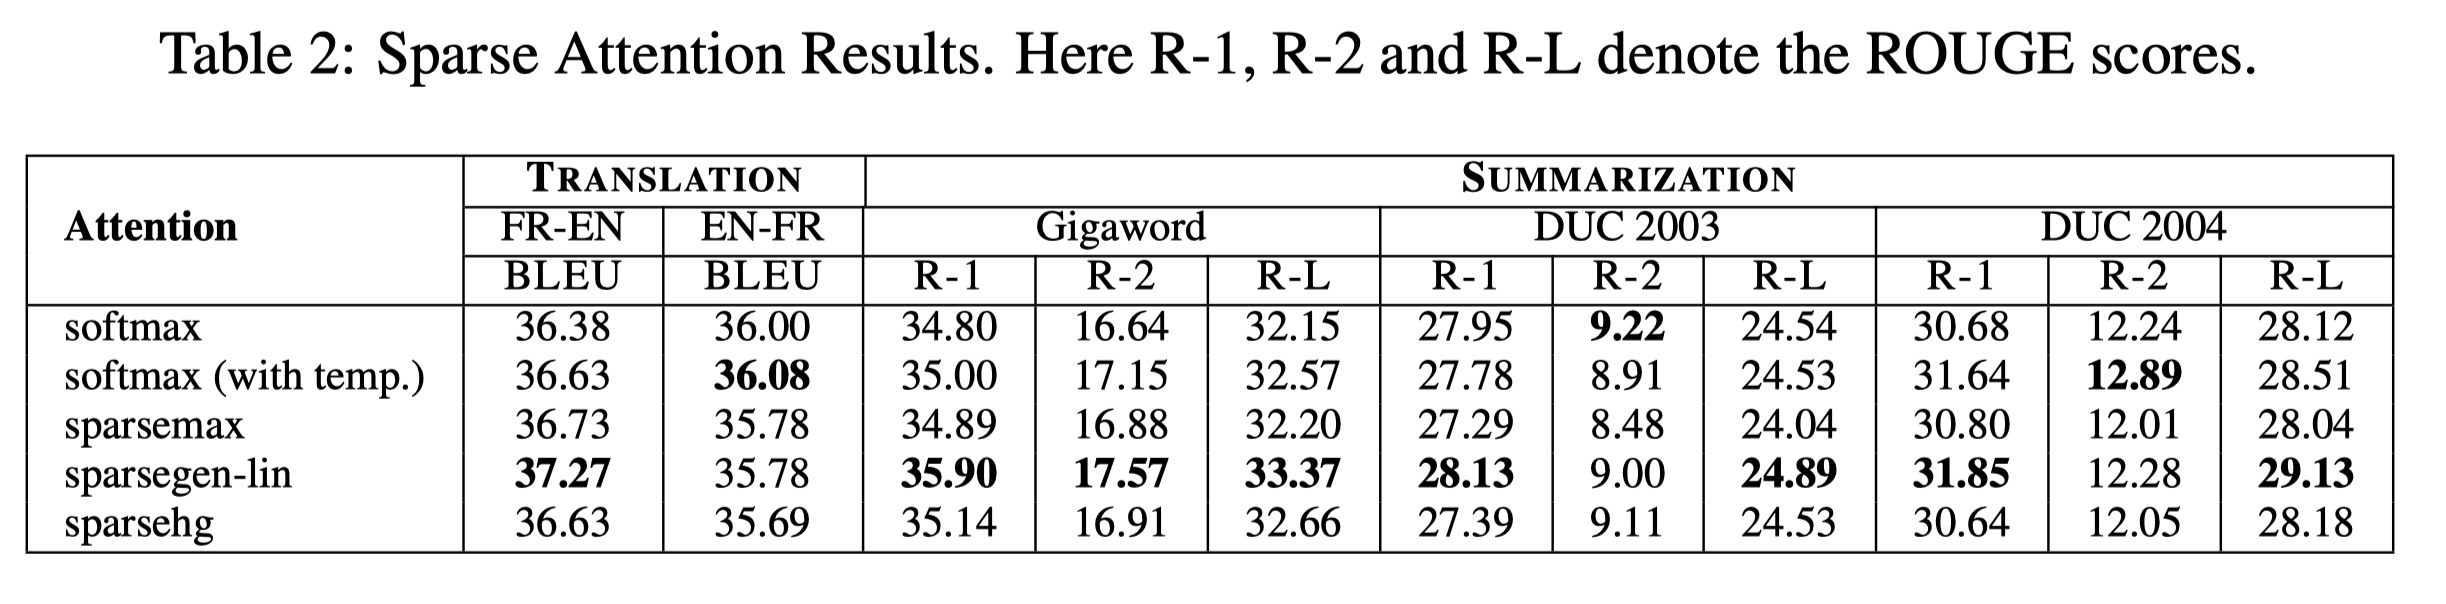 Table 2: Sparse Attention Results. Here R-1, R-2 and R-L denote the ROUGE scores.
TRANSLATION SUMMARIZATION
Attention FR-EN EN-FR Gigaword DUC 2003 DUC 2004
BLEU BLEU R-1 R-2 R-L R-1 R-2 R-L R-1 R-2 R-L
softmax 36.38 36.00 34.80 16.64 32.15 27.95 9.22 24.54 30.68 12.24 28.12
softmax (with temp.) 36.63 36.08 35.00 17.15 32.57 27.78 8.91 24.53 31.64 12.89 28.51
sparsemax 36.73 35.78 34.89 16.88 32.20 27.29 8.48 24.04 30.80 12.01 28.04
sparsegen-lin 37.27 35.78 35.90 17.57 33.37 28.13 9.00 24.89 31.85 12.28 29.13
sparsehg 36.63 35.69 35.14 16.91 32.66 27.39 9.11 24.53 30.64 12.05 28.18